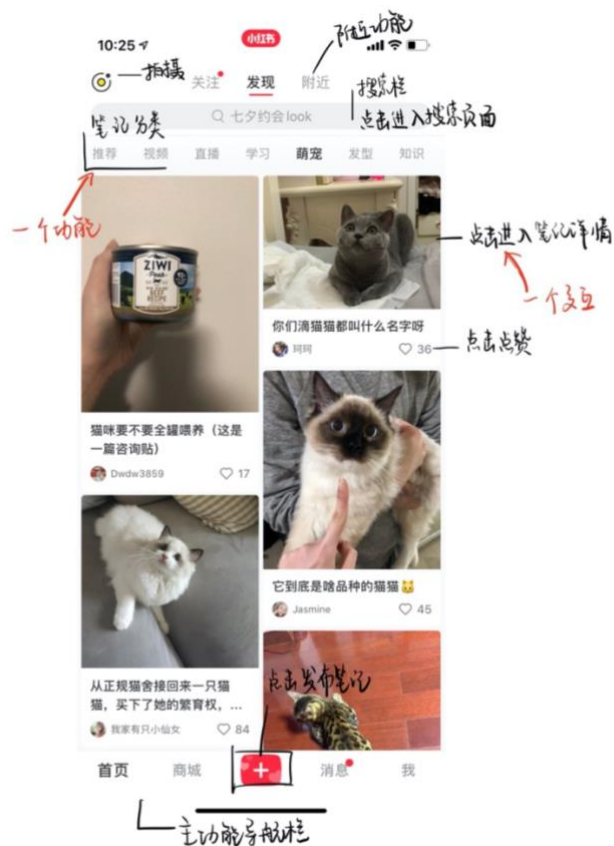 附近功能
10:25
小红书
拍摄
关注
发现
附近
搜索栏
点击进入搜索页面
七夕约会look
笔记分类
推荐
视频
直播
学习
萌宠
发型
知识
一个功能
点击进入笔记详情
一个交互
ZIWI
Peak
BEEF
RECIPE
你们滴猫猫都叫什么名字呀
珂珂
36
点击点赞
猫咪要不要全罐喂养（这是
一篇咨询贴）
Dwdw3859
17
它到底是啥品种的猫猫🐱
Jasmine
45
从正规猫舍接回来一只猫
猫，买下了她的繁育权，...
我家有只小仙女
84
点击发布笔记
首页
商城
消息
我
主功能导航栏